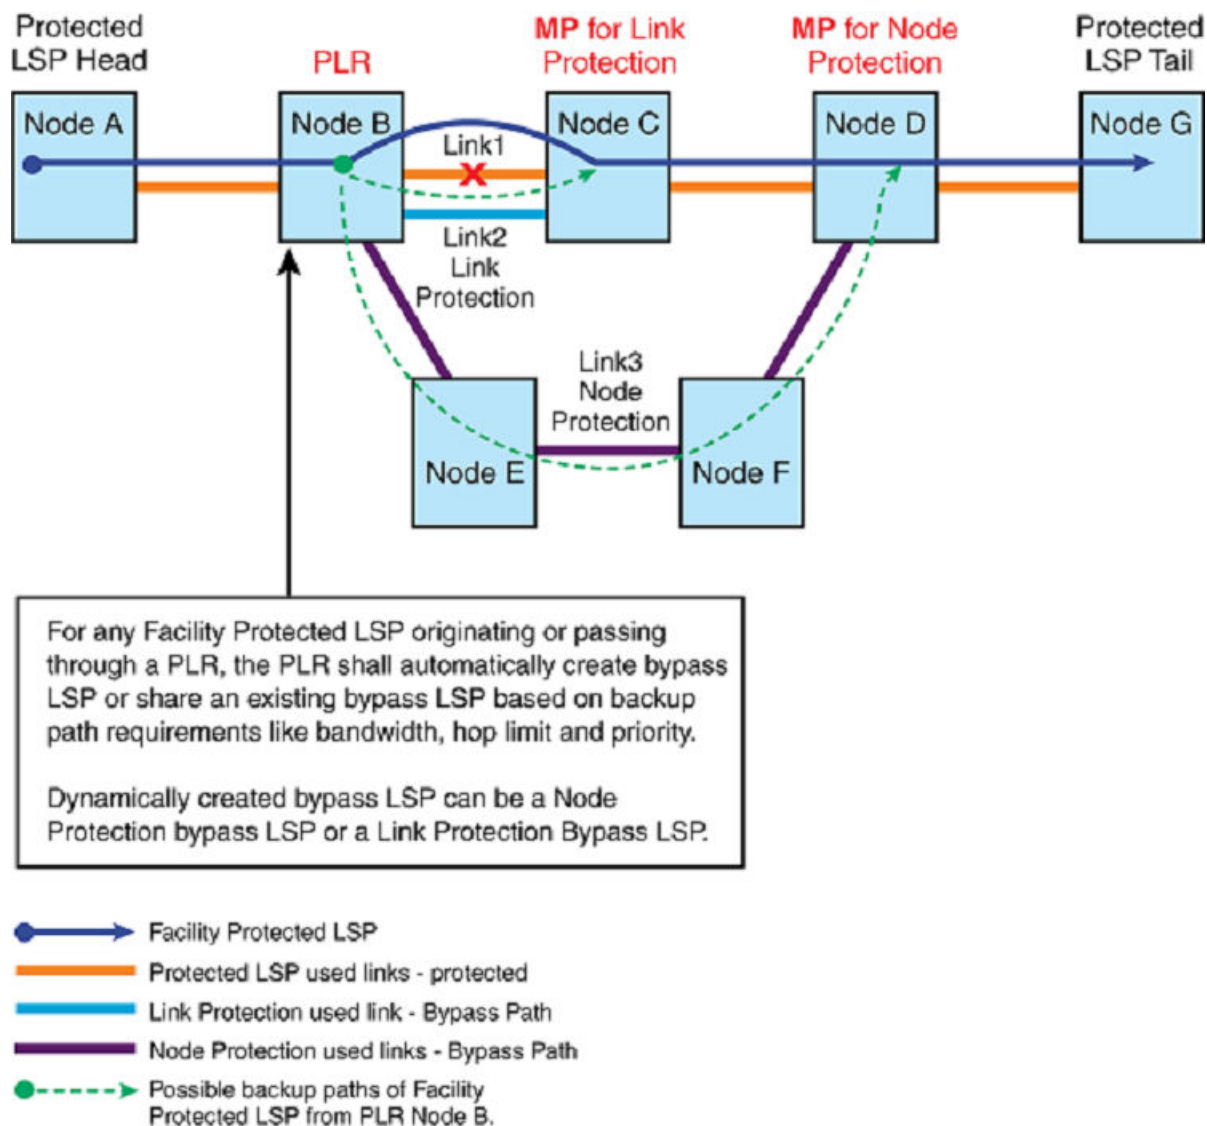 Protected
LSP Head
PLR
MP for Link
Protection
MP for Node
Protection
Protected
LSP Tail
Node A
Node B
Node C
Node D
Node G
Link1
Link2
Link
Protection
Link3
Node
Protection
Node E
Node F
For any Facility Protected LSP originating or passing
through a PLR, the PLR shall automatically create bypass
LSP or share an existing bypass LSP based on backup
path requirements like bandwidth, hop limit and priority.
Dynamically created bypass LSP can be a Node
Protection bypass LSP or a Link Protection Bypass LSP.
Facility Protected LSP
Protected LSP used links - protected
Link Protection used link - Bypass Path
Node Protection used links - Bypass Path
Possible backup paths of Facility
Protected LSP from PLR Node B.